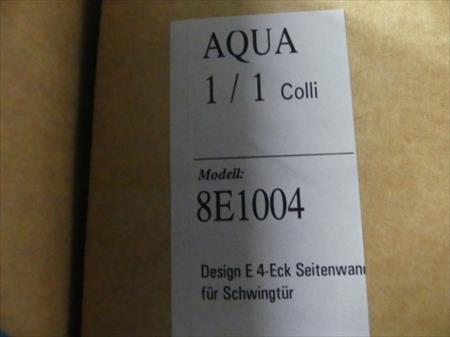 AQUA
1 / 1 Colli
Modell:
8E1004
Design E 4-Eck Seitenwand
für Schwingtür